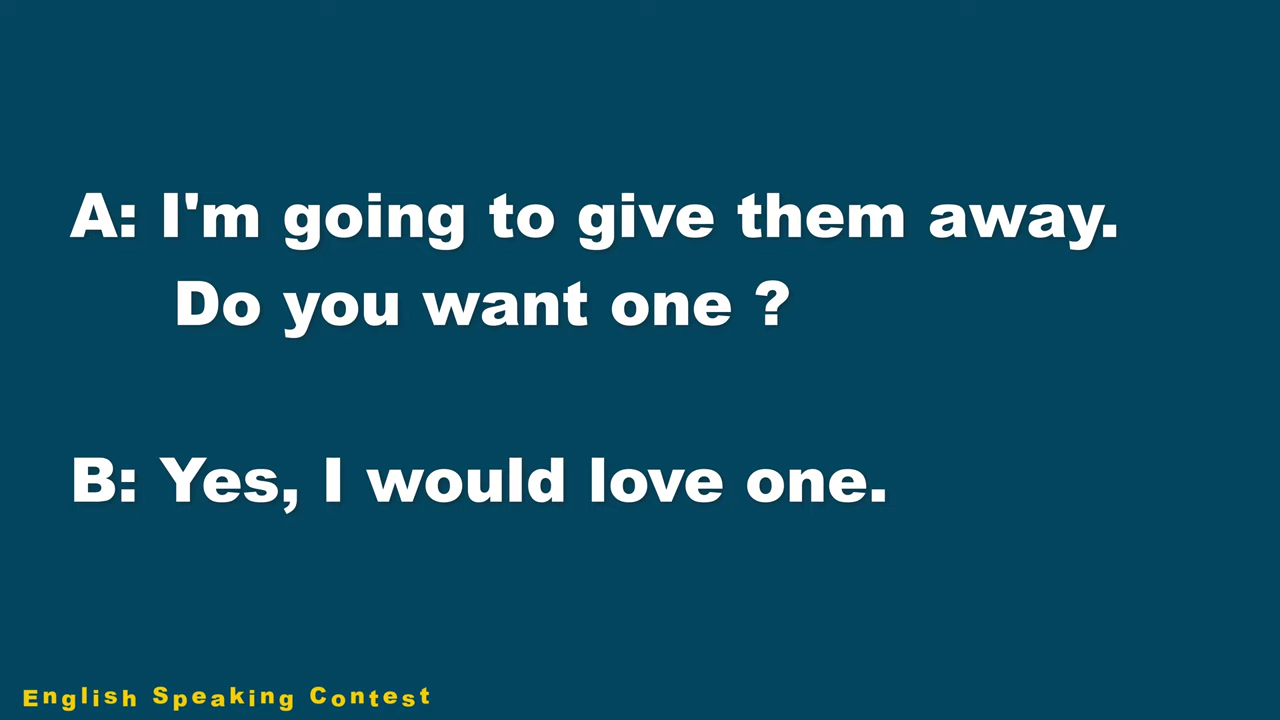 A: I'm going to give them away.
Do you want one ?
B: Yes, I would love one.
English Speaking Contest